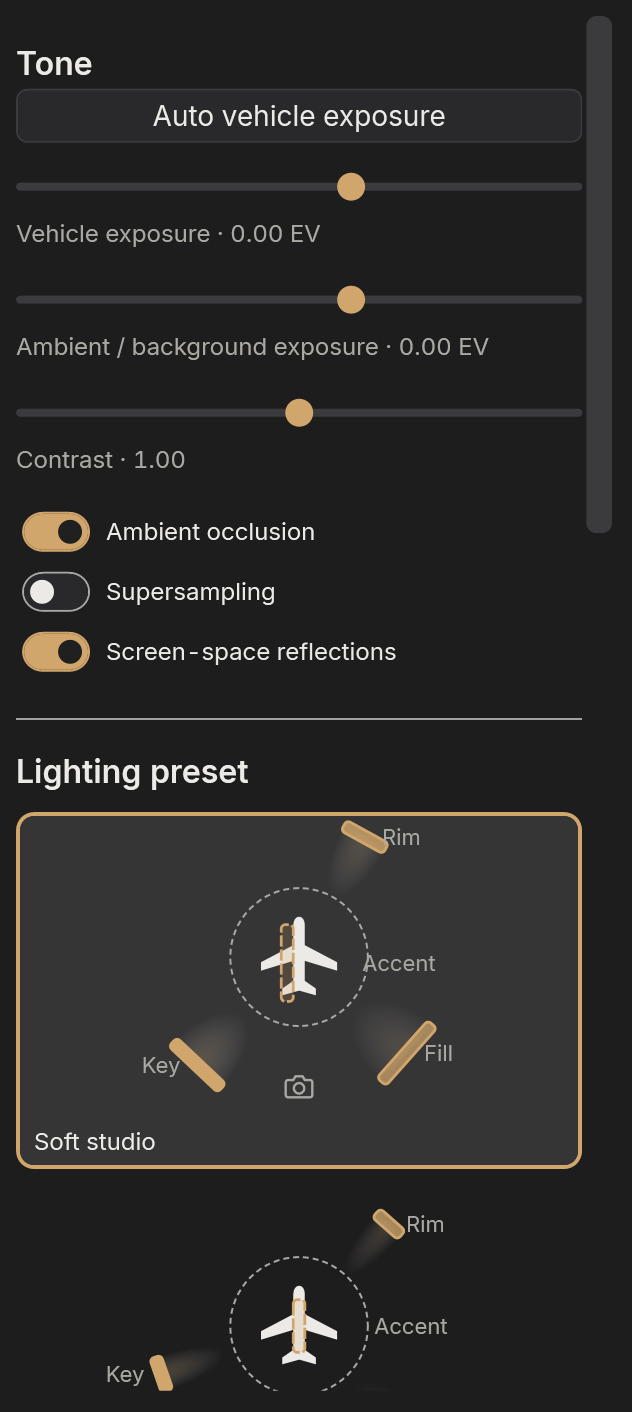 Tone
Auto vehicle exposure
Vehicle exposure · 0.00 EV
Ambient / background exposure · 0.00 EV
Contrast · 1.00
Ambient occlusion
Supersampling
Screen-space reflections
Lighting preset
Rim
Accent
Key
Fill
Soft studio
Rim
Accent
Key